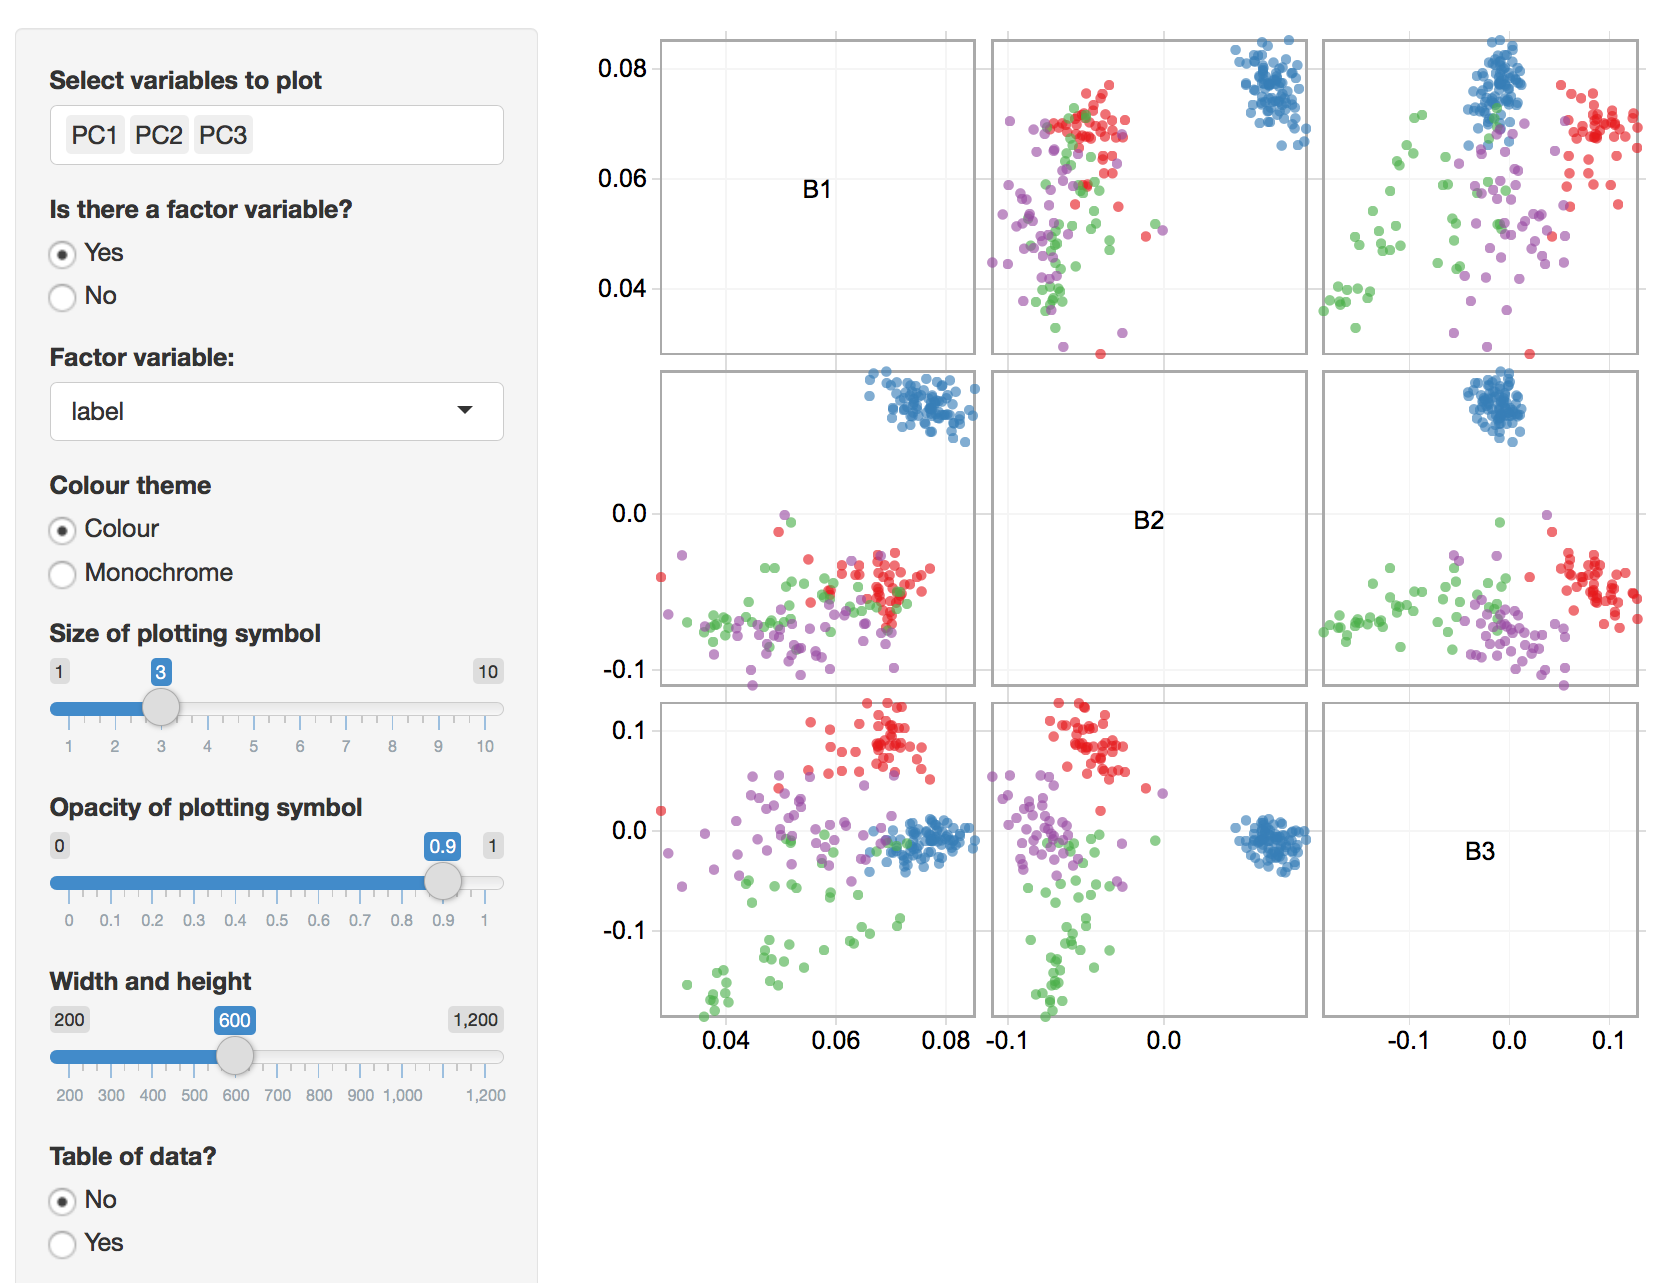 Select variables to plot
PC1 PC2 PC3
Is there a factor variable?
Yes
No
Factor variable:
label
Colour theme
Colour
Monochrome
Size of plotting symbol
1 3 10
1 2 3 4 5 6 7 8 9 10
Opacity of plotting symbol
0 0.9 1
0 0.1 0.2 0.3 0.4 0.5 0.6 0.7 0.8 0.9 1
Width and height
200 600 1,200
200 300 400 500 600 700 800 900 1,000 1,200
Table of data?
No
Yes
0.08
0.06
0.04
B1
0.0
-0.1
B2
0.1
0.0
-0.1
B3
0.04 0.06 0.08 -0.1 0.0 -0.1 0.0 0.1